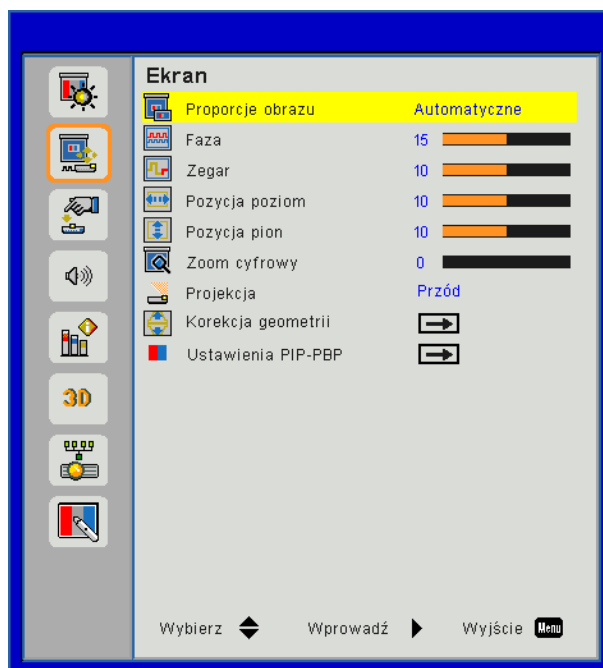 Ekran
Proporcje obrazu Automatyczne
Faza 15
Zegar 10
Pozycja poziom 10
Pozycja pion 10
Zoom cyfrowy 0
Projekcja Przód
Korekcja geometrii
Ustawienia PIP-PBP
3D
Wybierz Wprowadź Wyjście Menu